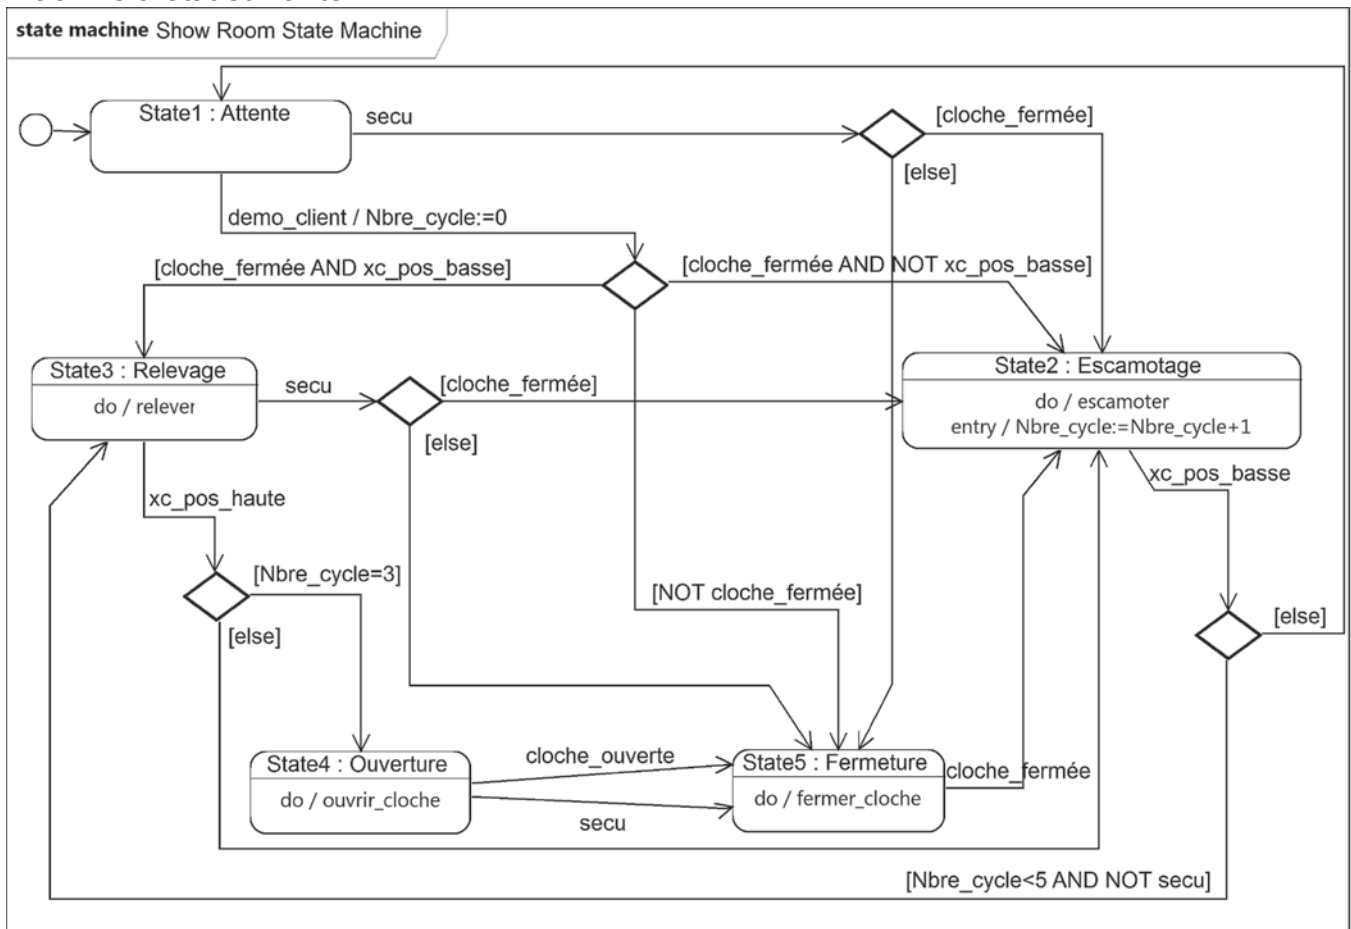 state machine Show Room State Machine
State1 : Attente
secu
[cloche_fermée]
[else]
demo_client / Nbre_cycle:=0
[cloche_fermée AND xc_pos_basse]
[cloche_fermée AND NOT xc_pos_basse]
State3 : Relevage
do / relever
secu
[cloche_fermée]
[else]
State2 : Escamotage
do / escamoter
entry / Nbre_cycle:=Nbre_cycle+1
xc_pos_haute
xc_pos_basse
[Nbre_cycle=3]
[else]
[NOT cloche_fermée]
[else]
State4 : Ouverture
do / ouvrir_cloche
cloche_ouverte
secu
State5 : Fermeture
do / fermer_cloche
cloche_fermée
[Nbre_cycle<5 AND NOT secu]